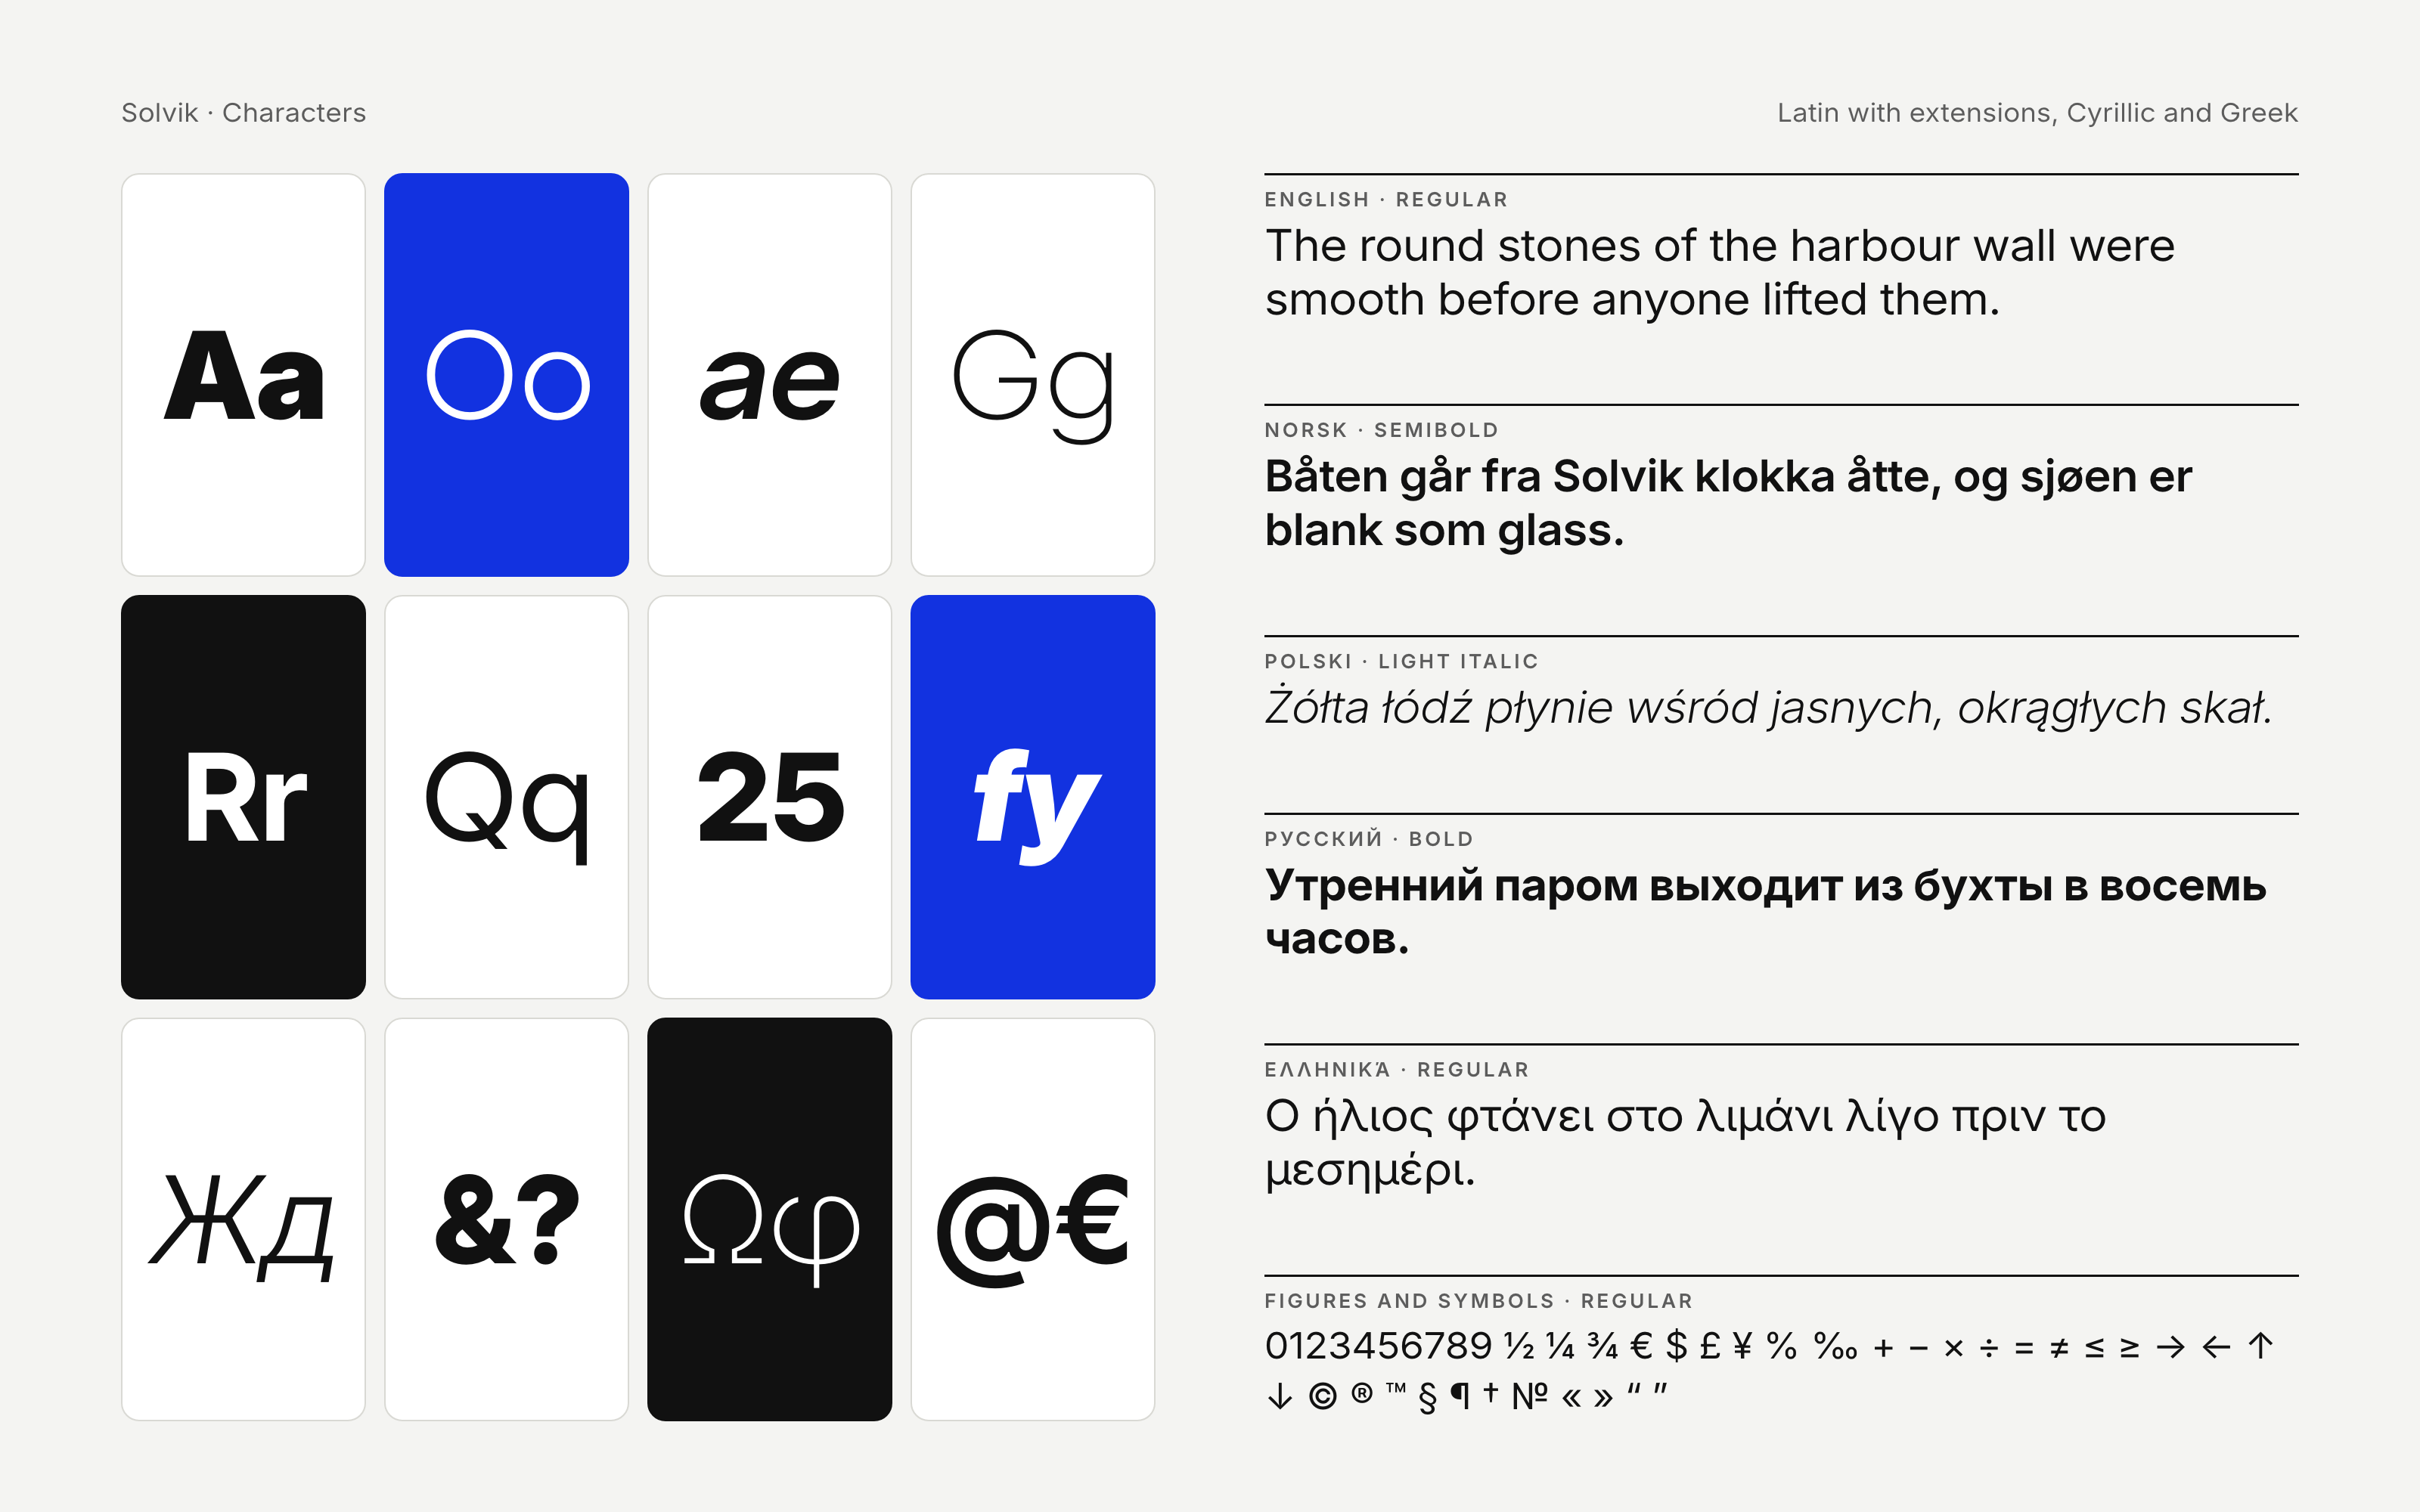 Solvik · Characters
Latin with extensions, Cyrillic and Greek
Aa
Oo
ae
Gg
Rr
Qq
25
fy
Жд
&?
Ωφ
@€
ENGLISH · REGULAR
The round stones of the harbour wall were
smooth before anyone lifted them.
NORSK · SEMIBOLD
Båten går fra Solvik klokka åtte, og sjøen er
blank som glass.
POLSKI · LIGHT ITALIC
Żółta łódź płynie wśród jasnych, okrągłych skał.
РУССКИЙ · BOLD
Утренний паром выходит из бухты в восемь
часов.
ΕΛΛΗΝΙΚΆ · REGULAR
Ο ήλιος φτάνει στο λιμάνι λίγο πριν το
μεσημέρι.
FIGURES AND SYMBOLS · REGULAR
0123456789 ½ ¼ ¾ € $ £ ¥ % ‰ + − × ÷ = ≠ ≤ ≥ → ← ↑
↓ © ® ™ § ¶ † № « » “ ”